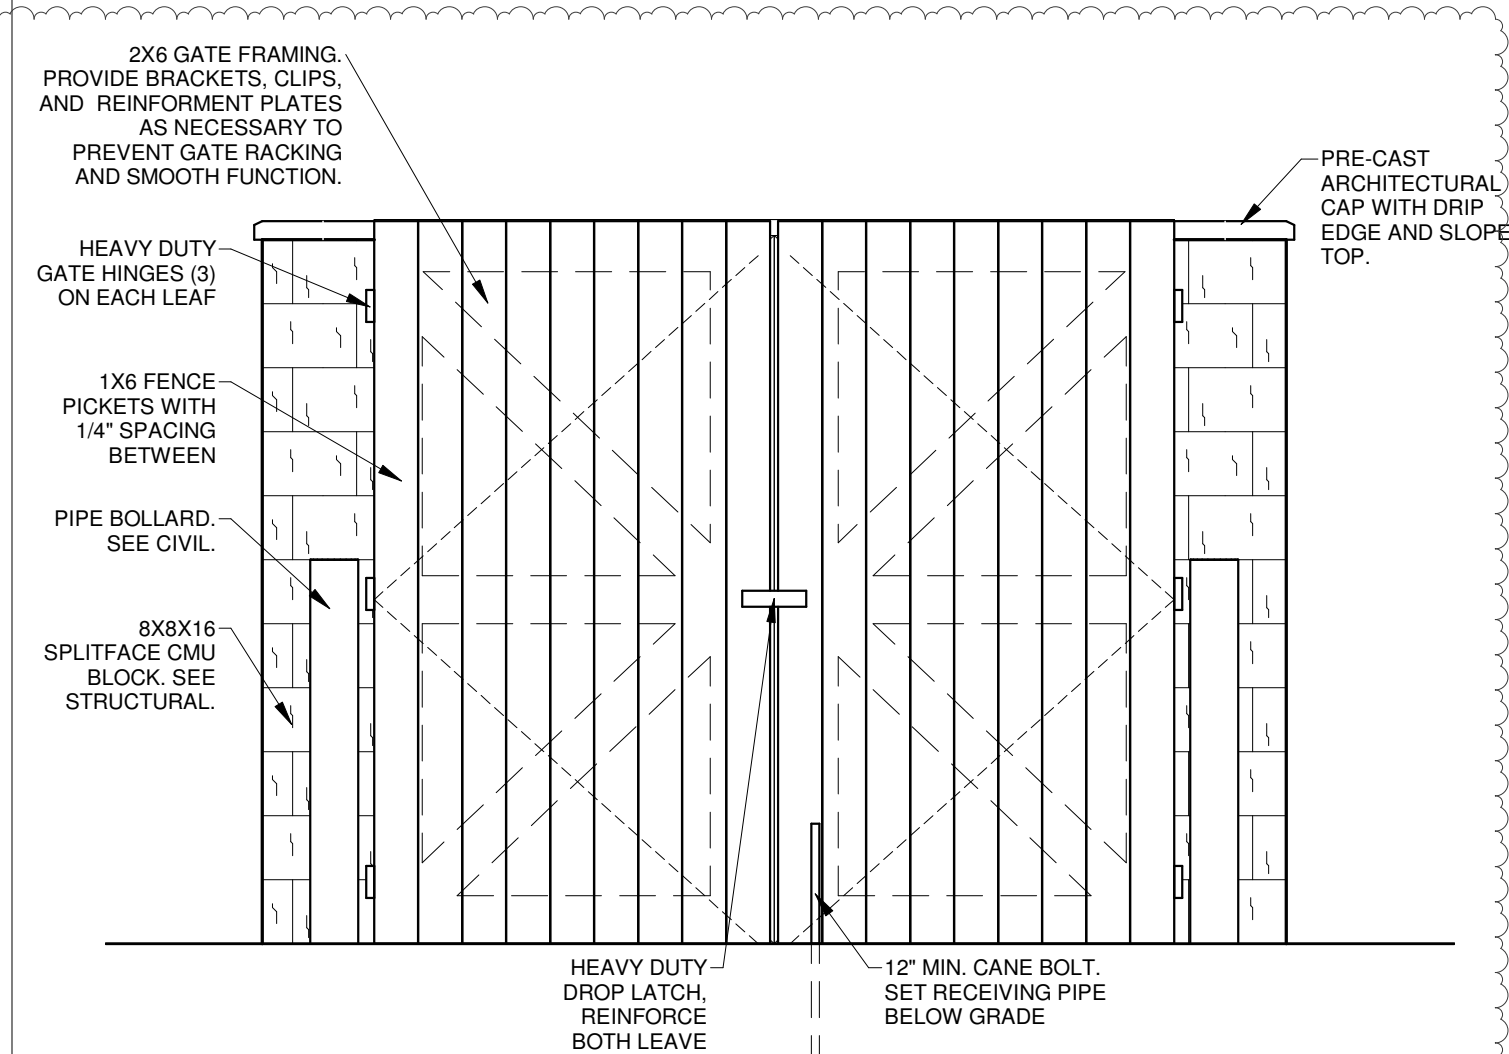 2X6 GATE FRAMING.
PROVIDE BRACKETS, CLIPS,
AND REINFORMENT PLATES
AS NECESSARY TO
PREVENT GATE RACKING
AND SMOOTH FUNCTION.
PRE-CAST
ARCHITECTURAL
CAP WITH DRIP
EDGE AND SLOPE
TOP.
HEAVY DUTY
GATE HINGES (3)
ON EACH LEAF
1X6 FENCE
PICKETS WITH
1/4" SPACING
BETWEEN
PIPE BOLLARD.
SEE CIVIL.
8X8X16
SPLITFACE CMU
BLOCK. SEE
STRUCTURAL.
HEAVY DUTY
DROP LATCH,
REINFORCE
BOTH LEAVE
12" MIN. CANE BOLT.
SET RECEIVING PIPE
BELOW GRADE